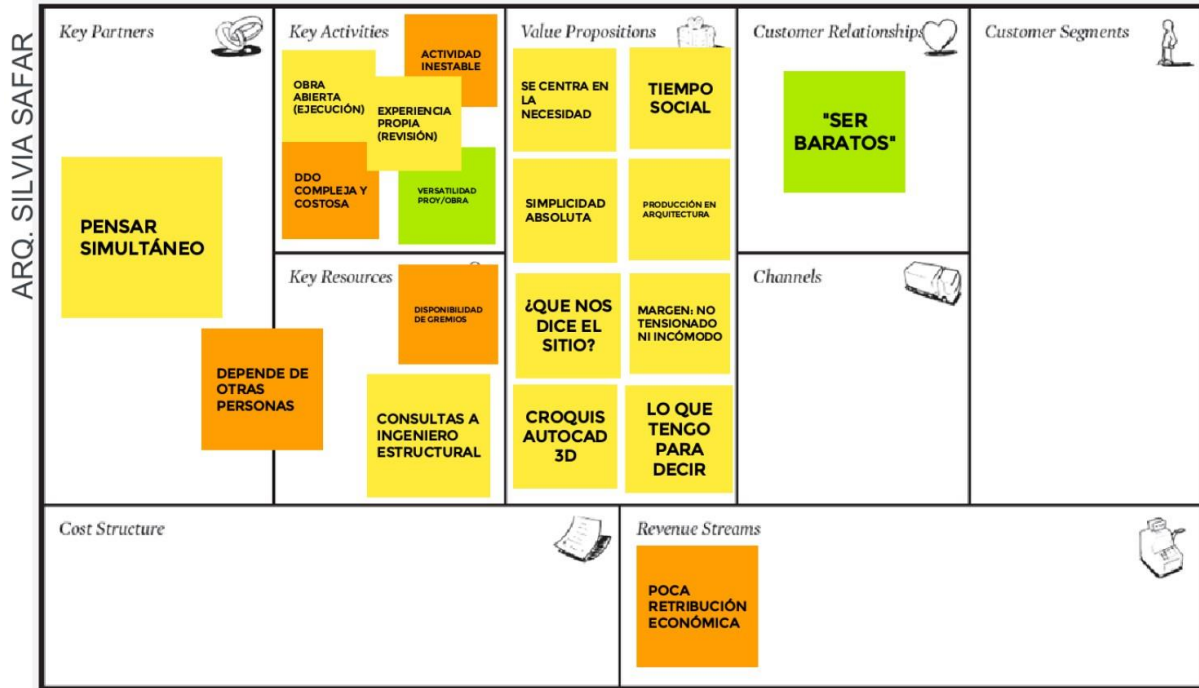 ARQ. SILVIA SAFAR
Key Partners
PENSAR
SIMULTÁNEO
DEPENDE DE
OTRAS
PERSONAS
Key Activities
ACTIVIDAD
INESTABLE
OBRA
ABIERTA
(EJECUCIÓN)
EXPERIENCIA
PROPIA
(REVISIÓN)
DDO
COMPLEJA Y
COSTOSA
VERSATILIDAD
PROY/OBRA
Key Resources
DISPONIBILIDAD
DE GREMIOS
CONSULTAS A
INGENIERO
ESTRUCTURAL
Value Propositions
SE CENTRA EN
LA
NECESIDAD
TIEMPO
SOCIAL
SIMPLICIDAD
ABSOLUTA
PRODUCCIÓN EN
ARQUITECTURA
¿QUE NOS
DICE EL
SITIO?
MARGEN: NO
TENSIONADO
NI INCÓMODO
CROQUIS
AUTOCAD
3D
LO QUE
TENGO
PARA
DECIR
Customer Relationships
"SER
BARATOS"
Channels
Customer Segments
Cost Structure
Revenue Streams
POCA
RETRIBUCIÓN
ECONÓMICA